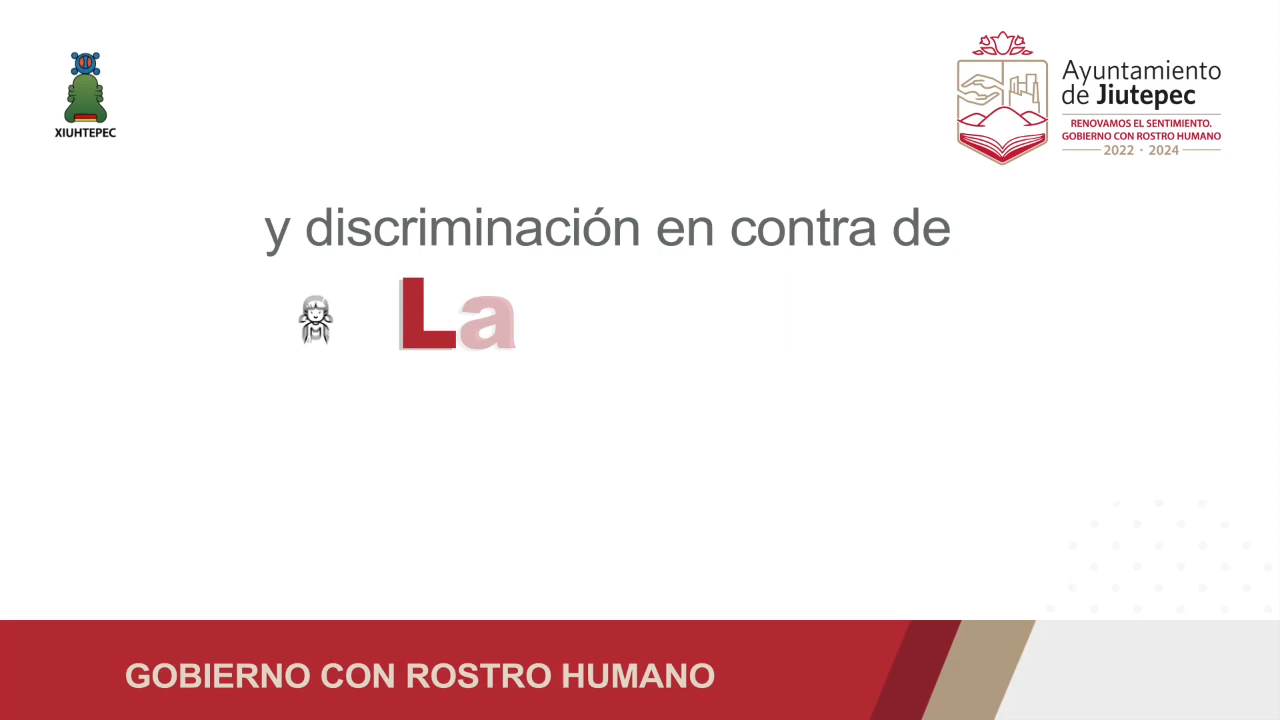 XIUHTEPEC
Ayuntamiento
de Jiutepec
RENOVAMOS EL SENTIMIENTO.
GOBIERNO CON ROSTRO HUMANO
2022 · 2024
y discriminación en contra de
La
GOBIERNO CON ROSTRO HUMANO